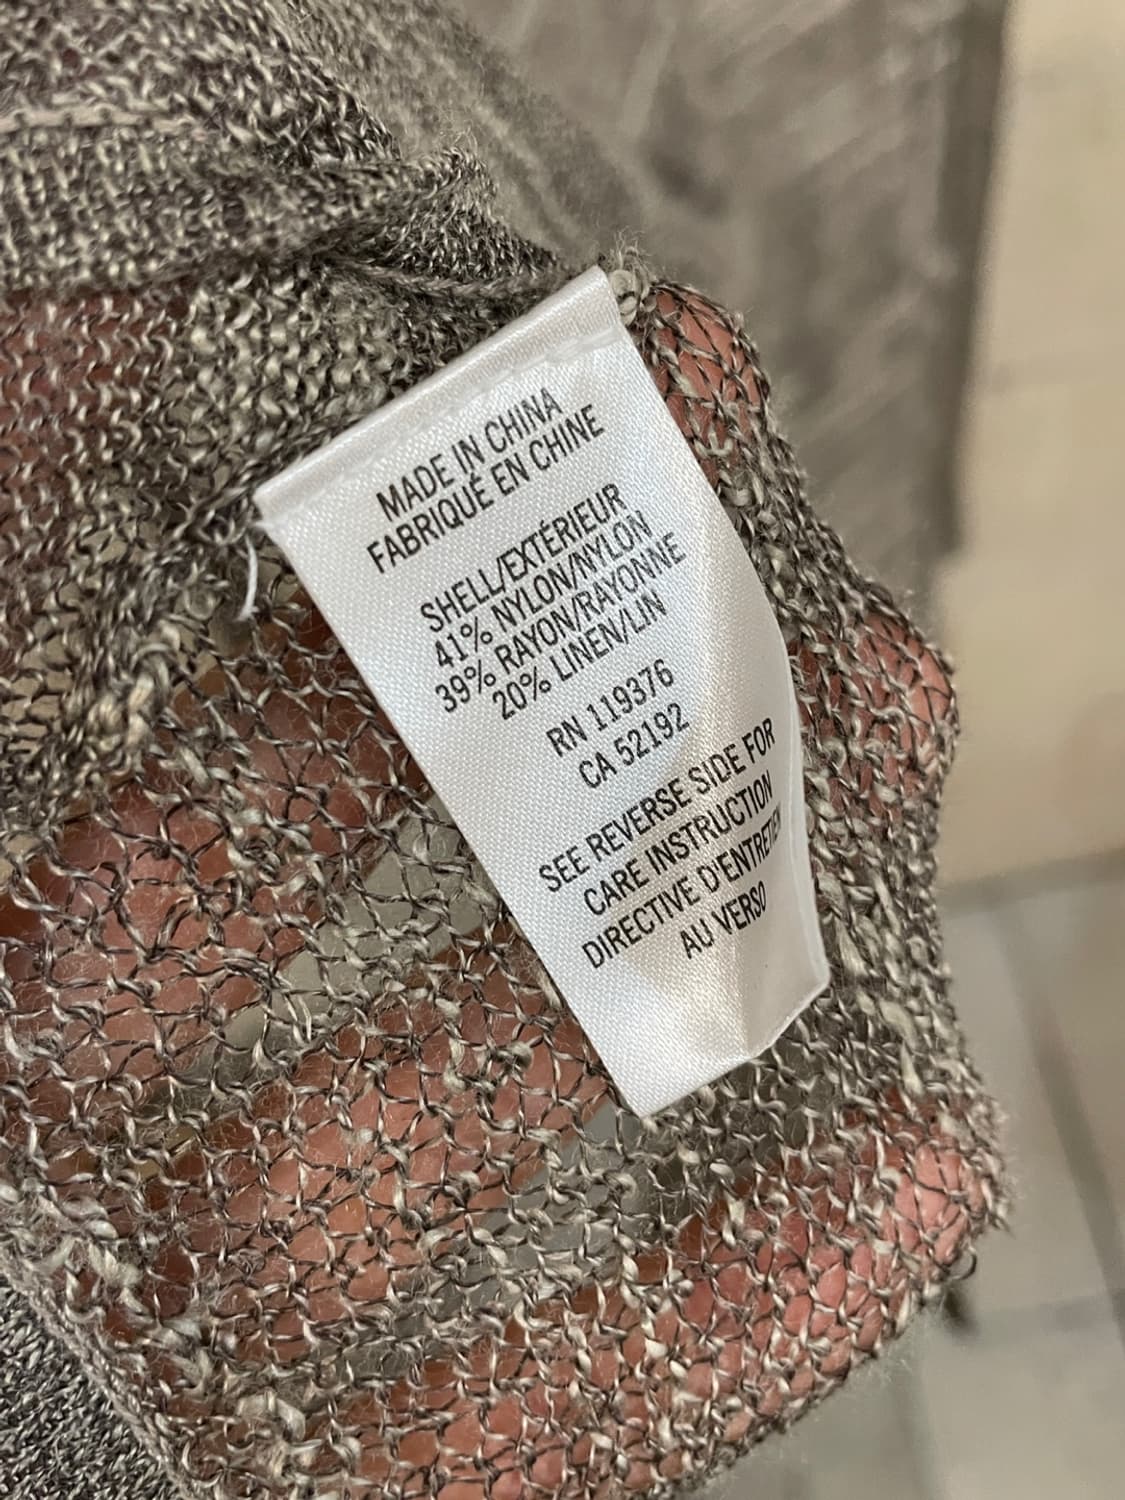 MADE IN CHINA
FABRIQUÉ EN CHINE
SHELL/EXTÉRIEUR
41% NYLON/NYLON
39% RAYON/RAYONNE
20% LINEN/LIN
RN 119376
CA 52192
SEE REVERSE SIDE FOR
CARE INSTRUCTION
DIRECTIVE D'ENTRETIEN
AU VERSO